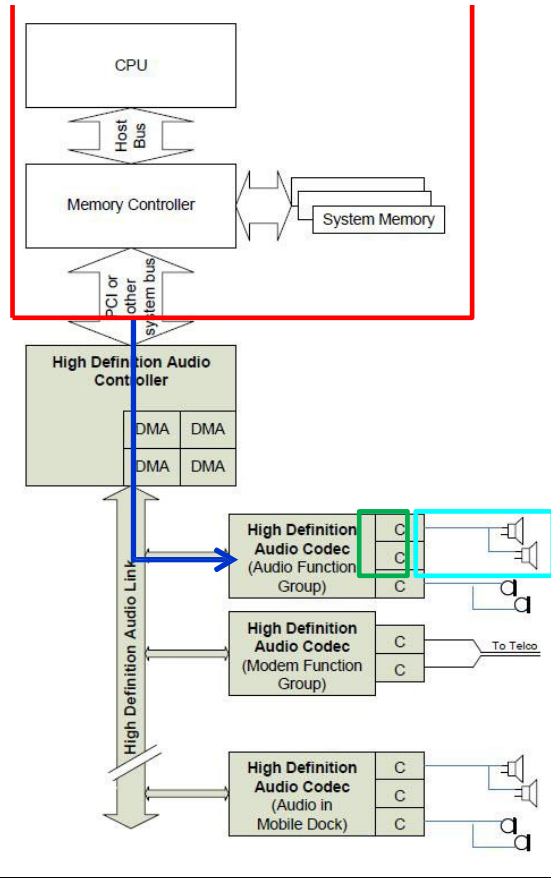 CPU
Host
Bus
Memory Controller
System Memory
PCI or
other
system bus
High Definition Audio
Controller
DMA DMA
DMA DMA
High Definition Audio Link
High Definition
Audio Codec
(Audio Function
Group)
C
C
C
High Definition
Audio Codec
(Modem Function
Group)
C
C
To Telco
High Definition
Audio Codec
(Audio in
Mobile Dock)
C
C
C